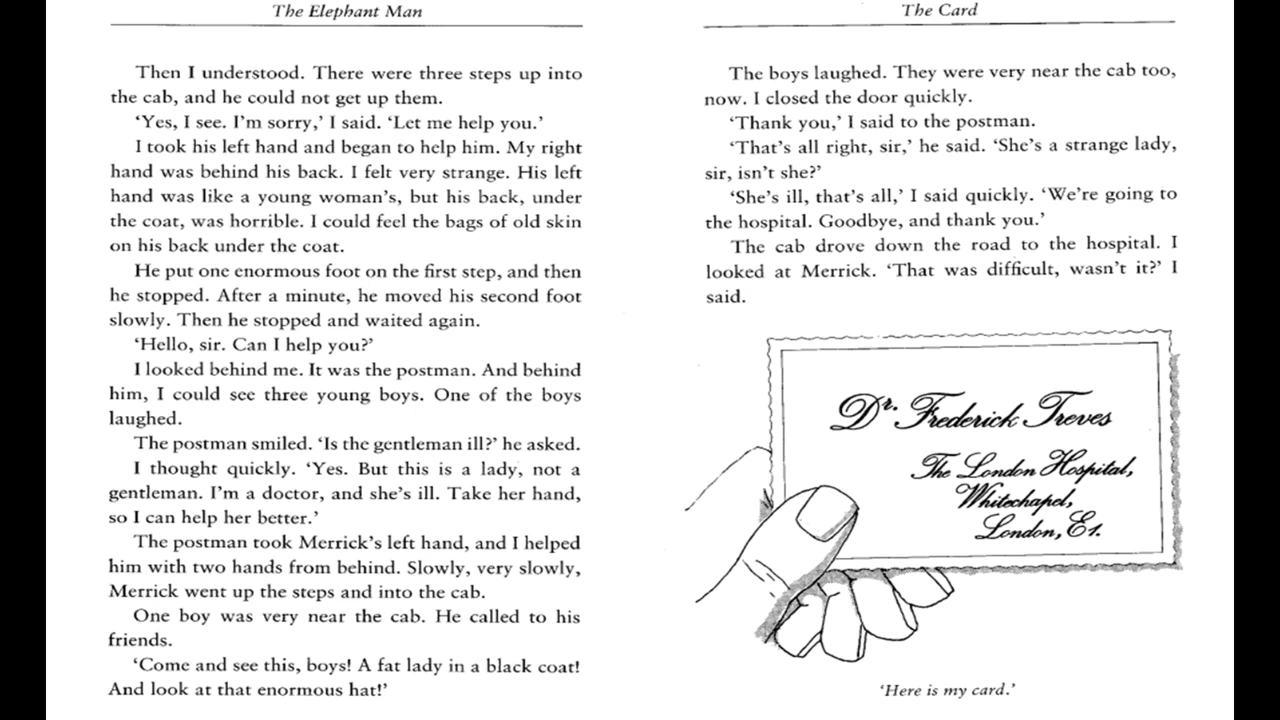 The Elephant Man
Then I understood. There were three steps up into
the cab, and he could not get up them.
‘Yes, I see. I’m sorry,’ I said. ‘Let me help you.’
I took his left hand and began to help him. My right
hand was behind his back. I felt very strange. His left
hand was like a young woman’s, but his back, under
the coat, was horrible. I could feel the bags of old skin
on his back under the coat.
He put one enormous foot on the first step, and then
he stopped. After a minute, he moved his second foot
slowly. Then he stopped and waited again.
‘Hello, sir. Can I help you?’
I looked behind me. It was the postman. And behind
him, I could see three young boys. One of the boys
laughed.
The postman smiled. ‘Is the gentleman ill?’ he asked.
I thought quickly. ‘Yes. But this is a lady, not a
gentleman. I’m a doctor, and she’s ill. Take her hand,
so I can help her better.’
The postman took Merrick’s left hand, and I helped
him with two hands from behind. Slowly, very slowly,
Merrick went up the steps and into the cab.
One boy was very near the cab. He called to his
friends.
‘Come and see this, boys! A fat lady in a black coat!
And look at that enormous hat!’
The Card
The boys laughed. They were very near the cab too,
now. I closed the door quickly.
‘Thank you,’ I said to the postman.
‘That’s all right, sir,’ he said. ‘She’s a strange lady,
sir, isn’t she?’
‘She’s ill, that’s all,’ I said quickly. ‘We’re going to
the hospital. Goodbye, and thank you.’
The cab drove down the road to the hospital. I
looked at Merrick. ‘That was difficult, wasn’t it?’ I
said.
Dr. Frederick Treves
The London Hospital,
Whitechapel,
London, E1.
‘Here is my card.’